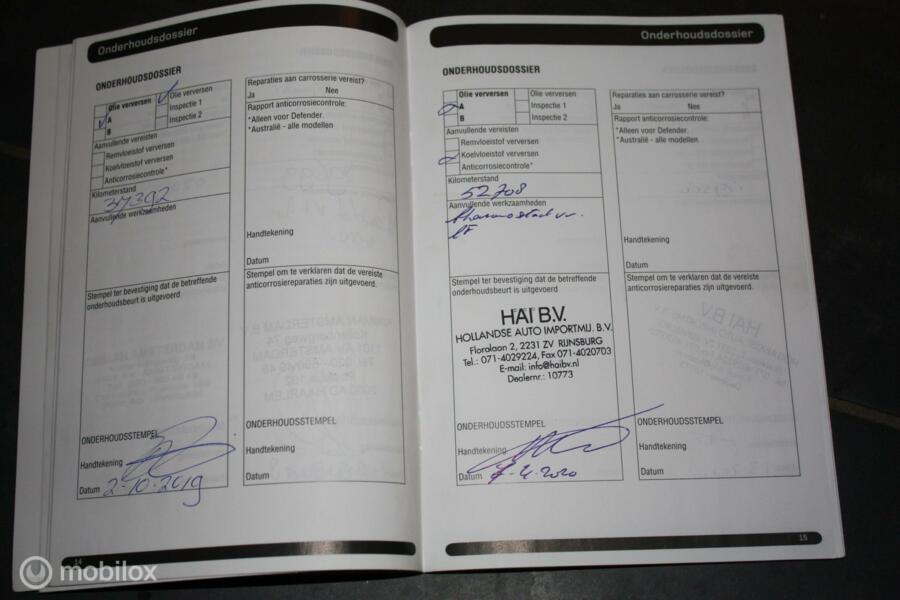 Onderhoudsdossier
ONDERHOUDSDOSSIER
Olie verversen
A
B
Olie verversen
Inspectie 1
Inspectie 2
Aanvullende vereisten
Remvloeistof verversen
Koelvloeistof verversen
Anticorrosiecontrole*
Kilometerstand
37392
Aanvullende werkzaamheden
Stempel ter bevestiging dat de betreffende
onderhoudsbeurt is uitgevoerd
ONDERHOUDSSTEMPEL
Handtekening
Datum 2-10-2019
Reparaties aan carrosserie vereist?
Ja Nee
Rapport anticorrosiecontrole:
*Alleen voor Defender.
*Australië - alle modellen
Handtekening
Datum
Stempel om te verklaren dat de vereiste
anticorrosiereparaties zijn uitgevoerd.
ONDERHOUDSSTEMPEL
Handtekening
Datum
14
Onderhoudsdossier
ONDERHOUDSDOSSIER
Olie verversen
A
B
Olie verversen
Inspectie 1
Inspectie 2
Aanvullende vereisten
Remvloeistof verversen
Koelvloeistof verversen
Anticorrosiecontrole*
Kilometerstand
52708
Aanvullende werkzaamheden
Stempel ter bevestiging dat de betreffende
onderhoudsbeurt is uitgevoerd
HAI B.V.
HOLLANDSE AUTO IMPORTMIJ. B.V.
Floralaan 2, 2231 ZV RIJNSBURG
Tel.: 071-4029224, Fax 071-4020703
E-mail: info@haibv.nl
Dealernr.: 10773
ONDERHOUDSSTEMPEL
Handtekening
Datum 7-4-2020
Reparaties aan carrosserie vereist?
Ja Nee
Rapport anticorrosiecontrole:
*Alleen voor Defender.
*Australië - alle modellen
Handtekening
Datum
Stempel om te verklaren dat de vereiste
anticorrosiereparaties zijn uitgevoerd.
ONDERHOUDSSTEMPEL
Handtekening
Datum
15
mobilox